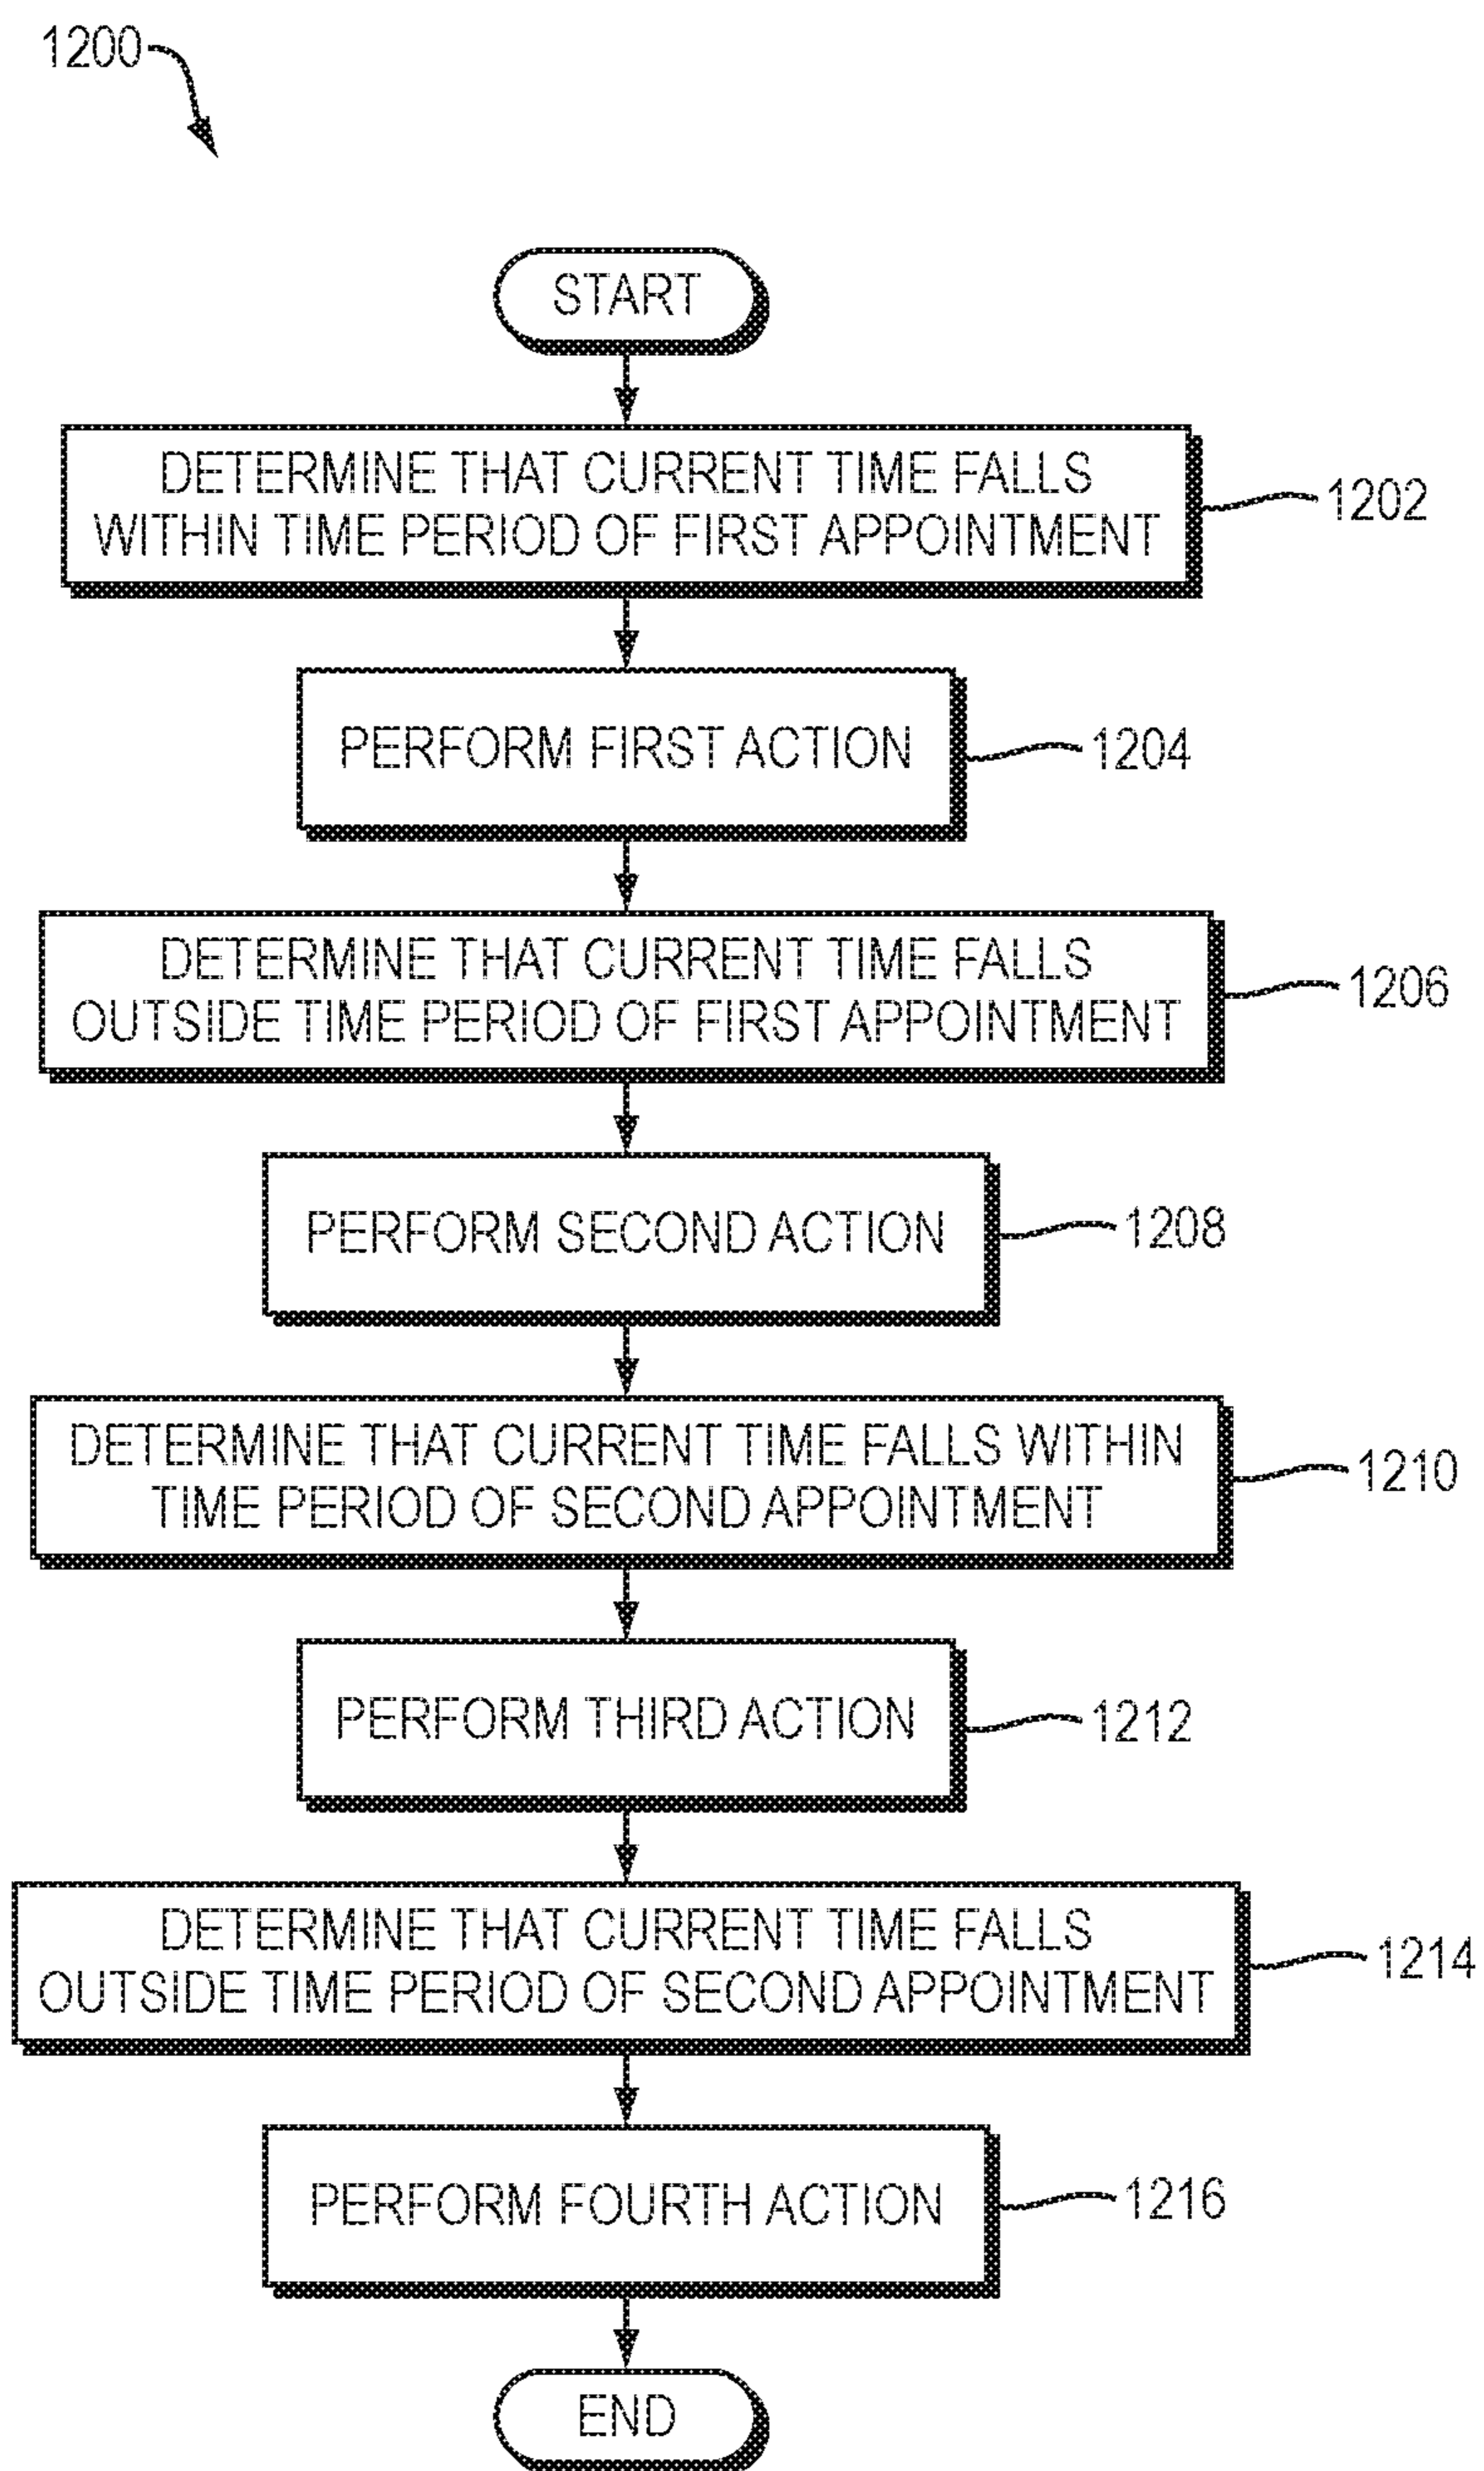 1200
START
DETERMINE THAT CURRENT TIME FALLS
WITHIN TIME PERIOD OF FIRST APPOINTMENT
1202
PERFORM FIRST ACTION
1204
DETERMINE THAT CURRENT TIME FALLS
OUTSIDE TIME PERIOD OF FIRST APPOINTMENT
1206
PERFORM SECOND ACTION
1208
DETERMINE THAT CURRENT TIME FALLS WITHIN
TIME PERIOD OF SECOND APPOINTMENT
1210
PERFORM THIRD ACTION
1212
DETERMINE THAT CURRENT TIME FALLS
OUTSIDE TIME PERIOD OF SECOND APPOINTMENT
1214
PERFORM FOURTH ACTION
1216
END